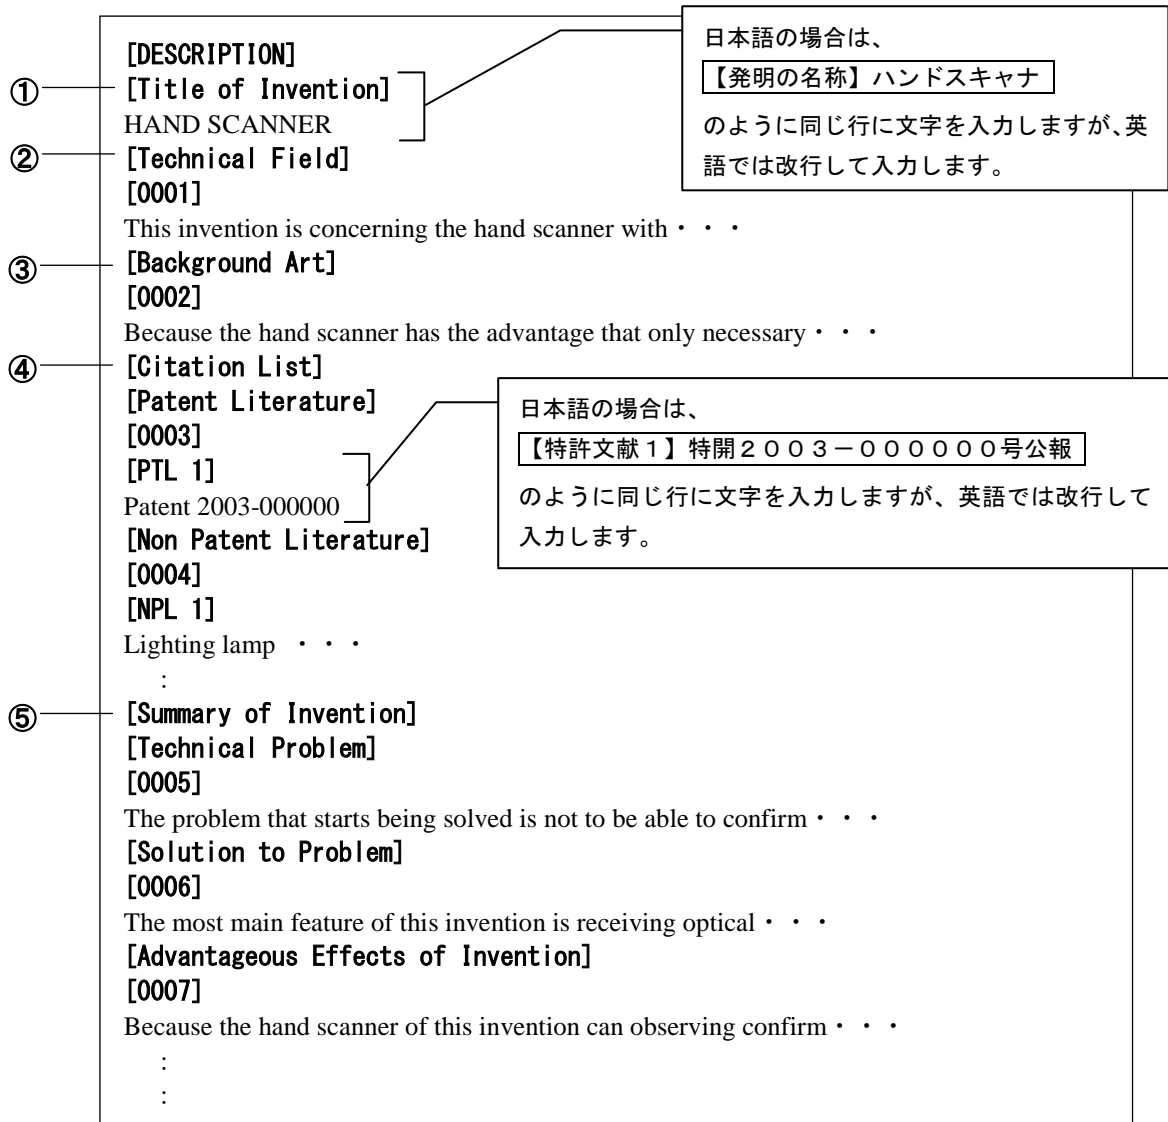 [DESCRIPTION]
① [Title of Invention]
HAND SCANNER
日本語の場合は、
【発明の名称】ハンドスキャナ
のように同じ行に文字を入力しますが、英
語では改行して入力します。
② [Technical Field]
[0001]
This invention is concerning the hand scanner with・・・
③ [Background Art]
[0002]
Because the hand scanner has the advantage that only necessary・・・
④ [Citation List]
[Patent Literature]
[0003]
[PTL 1]
Patent 2003-000000
日本語の場合は、
【特許文献１】特開２００３－００００００号公報
のように同じ行に文字を入力しますが、英語では改行して
入力します。
[Non Patent Literature]
[0004]
[NPL 1]
Lighting lamp ・・・
:
⑤ [Summary of Invention]
[Technical Problem]
[0005]
The problem that starts being solved is not to be able to confirm・・・
[Solution to Problem]
[0006]
The most main feature of this invention is receiving optical・・・
[Advantageous Effects of Invention]
[0007]
Because the hand scanner of this invention can observing confirm・・・
:
: